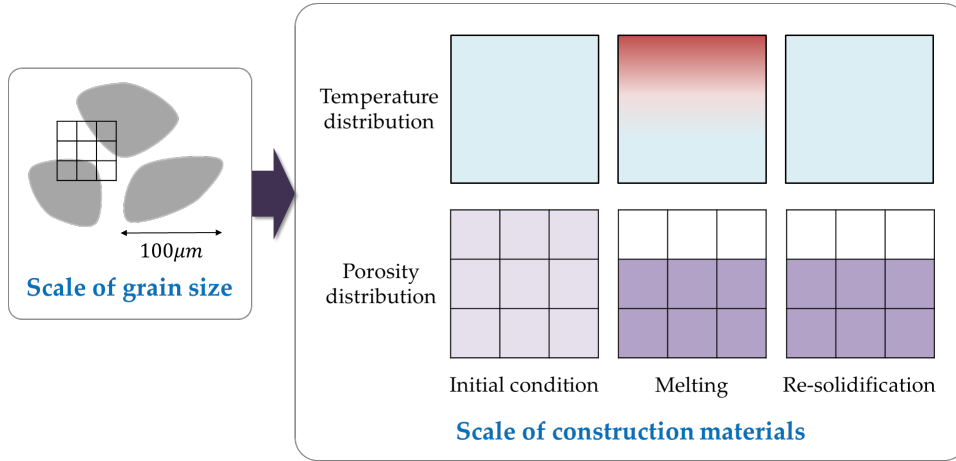 100μm
Scale of grain size
Temperature
distribution
Porosity
distribution
Initial condition
Melting
Re-solidification
Scale of construction materials